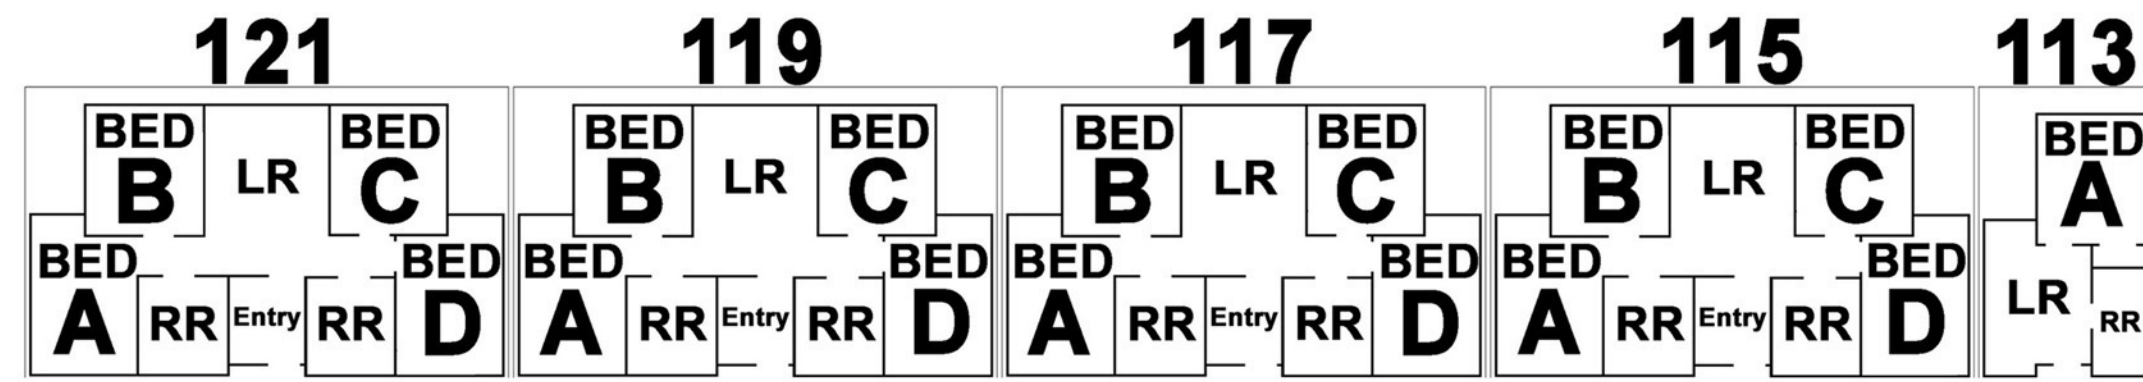 121 119 117 115 113
BED BED BED BED BED BED BED BED BED
B LR C B LR C B LR C B LR C A
BED BED BED BED BED BED BED BED
A RR Entry RR D A RR Entry RR D A RR Entry RR D A RR Entry RR D LR RR